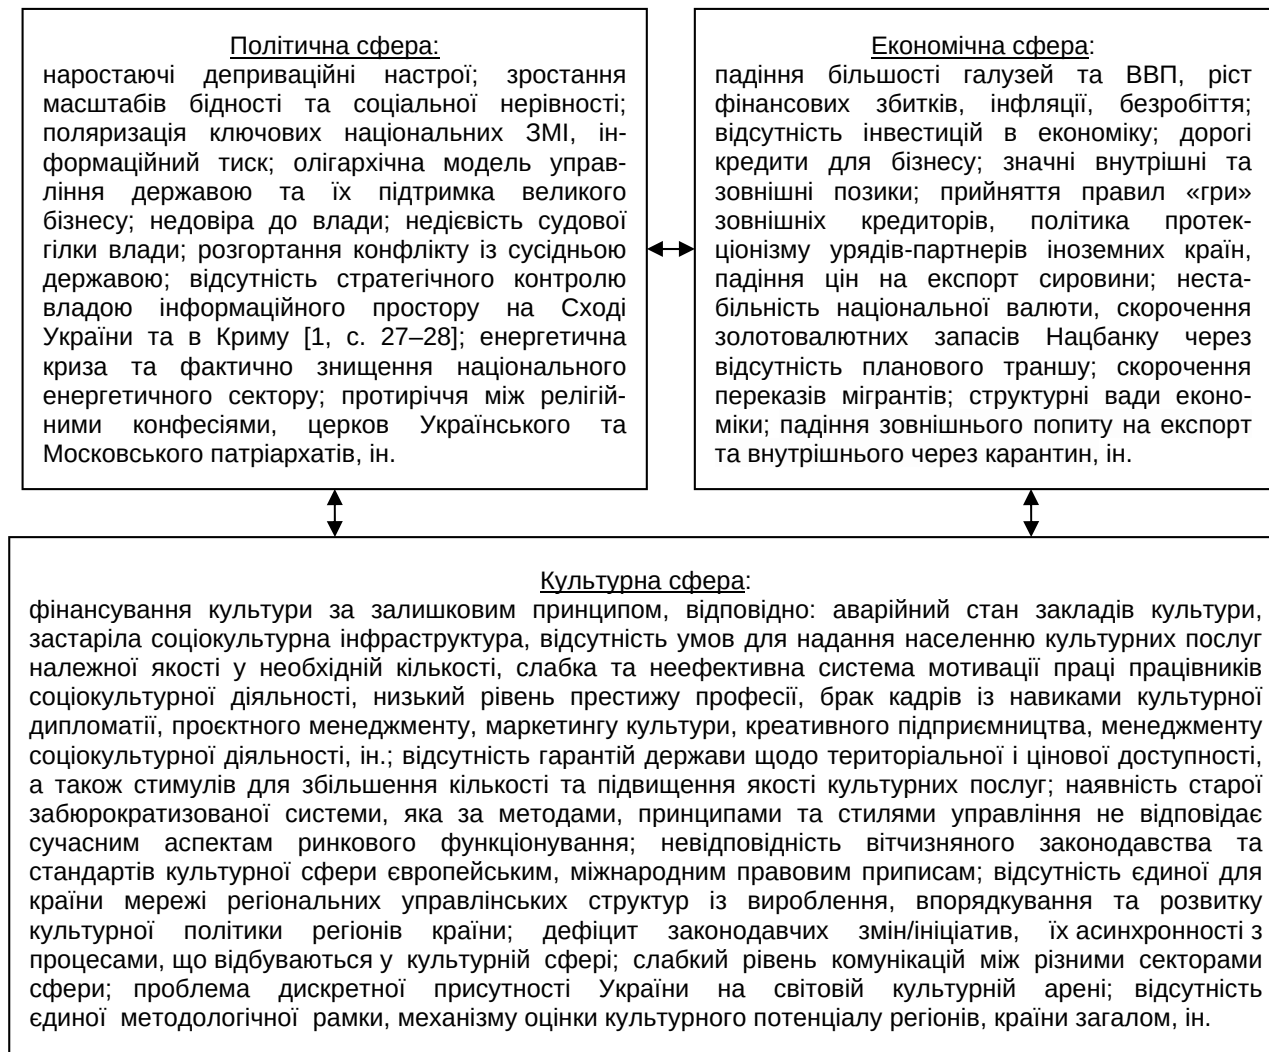 Політична сфера:
наростаючі деприваційні настрої; зростання
масштабів бідності та соціальної нерівності;
поляризація ключових національних ЗМІ, ін-
формаційний тиск; олігархічна модель управ-
ління державою та їх підтримка великого
бізнесу; недовіра до влади; недієвість судової
гілки влади; розгортання конфлікту із сусідньою
державою; відсутність стратегічного контролю
владою інформаційного простору на Сході
України та в Криму [1, с. 27–28]; енергетична
криза та фактично знищення національного
енергетичного сектору; протиріччя між релігій-
ними конфесіями, церков Українського та
Московського патріархатів, ін.
Економічна сфера:
падіння більшості галузей та ВВП, ріст
фінансових збитків, інфляції, безробіття;
відсутність інвестицій в економіку; дорогі
кредити для бізнесу; значні внутрішні та
зовнішні позики; прийняття правил «гри»
зовнішніх кредиторів, політика протек-
ціонізму урядів-партнерів іноземних країн,
падіння цін на експорт сировини; неста-
більність національної валюти, скорочення
золотовалютних запасів Нацбанку через
відсутність планового траншу; скорочення
переказів мігрантів; структурні вади еконо-
міки; падіння зовнішнього попиту на експорт
та внутрішнього через карантин, ін.
Культурна сфера:
фінансування культури за залишковим принципом, відповідно: аварійний стан закладів культури,
застаріла соціокультурна інфраструктура, відсутність умов для надання населенню культурних послуг
належної якості у необхідній кількості, слабка та неефективна система мотивації праці працівників
соціокультурної діяльності, низький рівень престижу професії, брак кадрів із навиками культурної
дипломатії, проєктного менеджменту, маркетингу культури, креативного підприємництва, менеджменту
соціокультурної діяльності, ін.; відсутність гарантій держави щодо територіальної і цінової доступності,
а також стимулів для збільшення кількості та підвищення якості культурних послуг; наявність старої
забюрократизованої системи, яка за методами, принципами та стилями управління не відповідає
сучасним аспектам ринкового функціонування; невідповідність вітчизняного законодавства та
стандартів культурної сфери європейським, міжнародним правовим приписам; відсутність єдиної для
країни мережі регіональних управлінських структур із вироблення, впорядкування та розвитку
культурної політики регіонів країни; дефіцит законодавчих змін/ініціатив, їх асинхронності з
процесами, що відбуваються у культурній сфері; слабкий рівень комунікацій між різними секторами
сфери; проблема дискретної присутності України на світовій культурній арені; відсутність
єдиної методологічної рамки, механізму оцінки культурного потенціалу регіонів, країни загалом, ін.